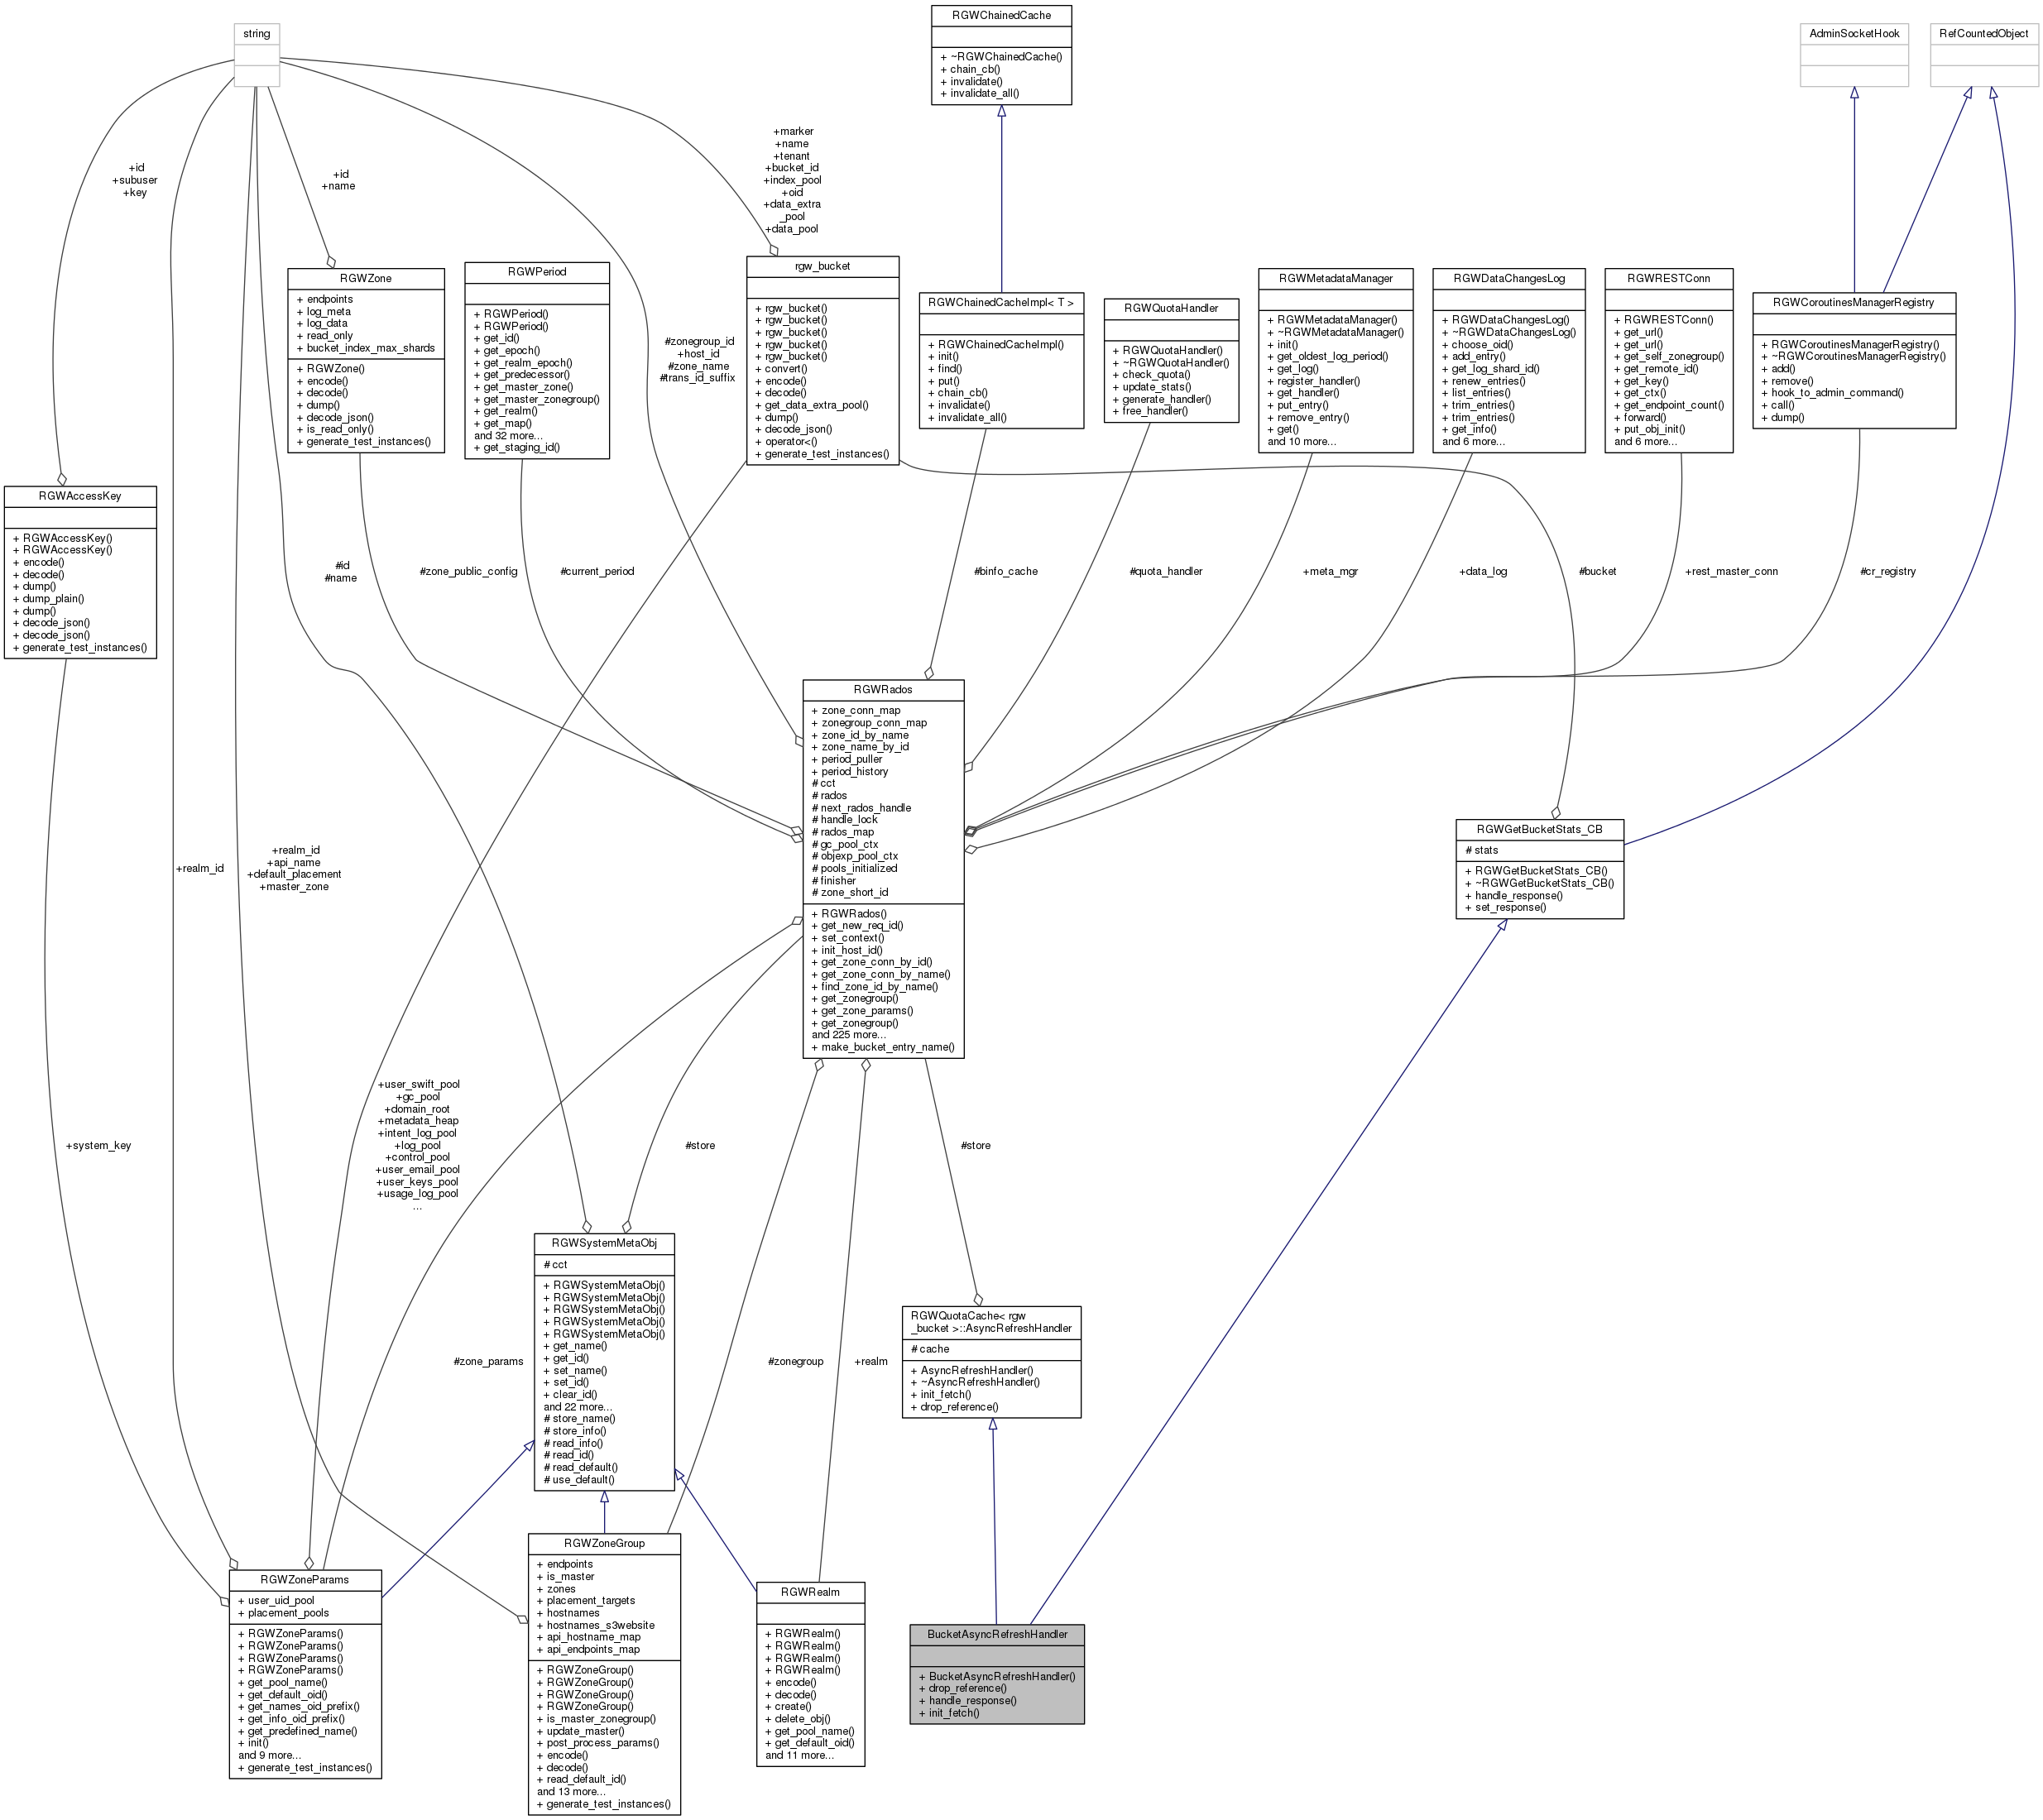 RGWChainedCache
+ ~RGWChainedCache()
+ chain_cb()
+ invalidate()
+ invalidate_all()
string
AdminSocketHook
RefCountedObject
+marker
+name
+tenant
+bucket_id
+index_pool
+oid
+data_extra
_pool
+data_pool
+id
+subuser
+key
+id
+name
#zonegroup_id
+host_id
#zone_name
#trans_id_suffix
RGWZone
+ endpoints
+ log_meta
+ log_data
+ read_only
+ bucket_index_max_shards
+ RGWZone()
+ encode()
+ decode()
+ dump()
+ decode_json()
+ is_read_only()
+ generate_test_instances()
RGWPeriod
+ RGWPeriod()
+ RGWPeriod()
+ get_id()
+ get_epoch()
+ get_realm_epoch()
+ get_predecessor()
+ get_master_zone()
+ get_master_zonegroup()
+ get_realm()
+ get_map()
and 32 more...
+ get_staging_id()
rgw_bucket
+ rgw_bucket()
+ rgw_bucket()
+ rgw_bucket()
+ rgw_bucket()
+ rgw_bucket()
+ convert()
+ encode()
+ decode()
+ get_data_extra_pool()
+ dump()
+ decode_json()
+ operator<()
+ generate_test_instances()
RGWChainedCacheImpl< T >
+ RGWChainedCacheImpl()
+ init()
+ find()
+ put()
+ chain_cb()
+ invalidate()
+ invalidate_all()
RGWQuotaHandler
+ RGWQuotaHandler()
+ ~RGWQuotaHandler()
+ check_quota()
+ update_stats()
+ generate_handler()
+ free_handler()
RGWMetadataManager
+ RGWMetadataManager()
+ ~RGWMetadataManager()
+ init()
+ get_oldest_log_period()
+ get_log()
+ register_handler()
+ get_handler()
+ put_entry()
+ remove_entry()
+ get()
and 10 more...
RGWDataChangesLog
+ RGWDataChangesLog()
+ ~RGWDataChangesLog()
+ choose_oid()
+ add_entry()
+ get_log_shard_id()
+ renew_entries()
+ list_entries()
+ trim_entries()
+ trim_entries()
+ get_info()
and 6 more...
RGWRESTConn
+ RGWRESTConn()
+ get_url()
+ get_url()
+ get_self_zonegroup()
+ get_remote_id()
+ get_key()
+ get_ctx()
+ get_endpoint_count()
+ forward()
+ put_obj_init()
and 6 more...
RGWCoroutinesManagerRegistry
+ RGWCoroutinesManagerRegistry()
+ ~RGWCoroutinesManagerRegistry()
+ add()
+ remove()
+ hook_to_admin_command()
+ call()
+ dump()
RGWAccessKey
+ RGWAccessKey()
+ RGWAccessKey()
+ encode()
+ decode()
+ dump()
+ dump_plain()
+ dump()
+ decode_json()
+ decode_json()
+ generate_test_instances()
#id
#name
#zone_public_config
#current_period
#binfo_cache
#quota_handler
+meta_mgr
+data_log
#bucket
+rest_master_conn
#cr_registry
RGWRados
+ zone_conn_map
+ zonegroup_conn_map
+ zone_id_by_name
+ zone_name_by_id
+ period_puller
+ period_history
# cct
# rados
# next_rados_handle
# handle_lock
# rados_map
# gc_pool_ctx
# objexp_pool_ctx
# pools_initialized
# finisher
# zone_short_id
+ RGWRados()
+ get_new_req_id()
+ set_context()
+ init_host_id()
+ get_zone_conn_by_id()
+ get_zone_conn_by_name()
+ find_zone_id_by_name()
+ get_zonegroup()
+ get_zone_params()
+ get_zonegroup()
and 225 more...
+ make_bucket_entry_name()
RGWGetBucketStats_CB
# stats
+ RGWGetBucketStats_CB()
+ ~RGWGetBucketStats_CB()
+ handle_response()
+ set_response()
+realm_id
+realm_id
+api_name
+default_placement
+master_zone
+system_key
+user_swift_pool
+gc_pool
+domain_root
+metadata_heap
+intent_log_pool
+log_pool
+control_pool
+user_email_pool
+user_keys_pool
+usage_log_pool
...
#store
#store
RGWSystemMetaObj
# cct
+ RGWSystemMetaObj()
+ RGWSystemMetaObj()
+ RGWSystemMetaObj()
+ RGWSystemMetaObj()
+ RGWSystemMetaObj()
+ get_name()
+ get_id()
+ set_name()
+ set_id()
+ clear_id()
and 22 more...
# store_name()
# store_info()
# read_info()
# read_id()
# read_default()
# use_default()
#zone_params
#zonegroup
+realm
RGWQuotaCache< rgw
_bucket >::AsyncRefreshHandler
# cache
+ AsyncRefreshHandler()
+ ~AsyncRefreshHandler()
+ init_fetch()
+ drop_reference()
RGWZoneParams
+ user_uid_pool
+ placement_pools
+ RGWZoneParams()
+ RGWZoneParams()
+ RGWZoneParams()
+ RGWZoneParams()
+ get_pool_name()
+ get_default_oid()
+ get_names_oid_prefix()
+ get_info_oid_prefix()
+ get_predefined_name()
+ init()
and 9 more...
+ generate_test_instances()
RGWZoneGroup
+ endpoints
+ is_master
+ zones
+ placement_targets
+ hostnames
+ hostnames_s3website
+ api_hostname_map
+ api_endpoints_map
+ RGWZoneGroup()
+ RGWZoneGroup()
+ RGWZoneGroup()
+ RGWZoneGroup()
+ is_master_zonegroup()
+ update_master()
+ post_process_params()
+ encode()
+ decode()
+ read_default_id()
and 13 more...
+ generate_test_instances()
RGWRealm
+ RGWRealm()
+ RGWRealm()
+ RGWRealm()
+ RGWRealm()
+ encode()
+ decode()
+ create()
+ delete_obj()
+ get_pool_name()
+ get_default_oid()
and 11 more...
BucketAsyncRefreshHandler
+ BucketAsyncRefreshHandler()
+ drop_reference()
+ handle_response()
+ init_fetch()